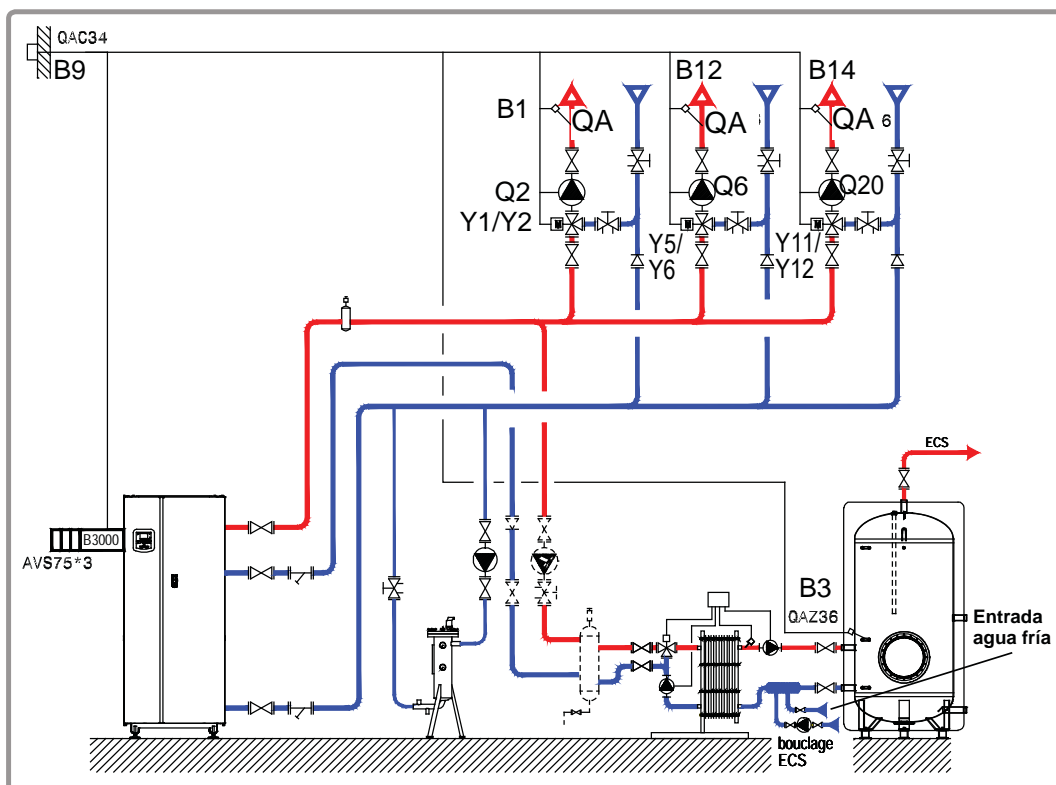 QAC34
B9
B12
B14
B1
QA
QA
QA 6
Q2
Q6
Q20
Y1/Y2
Y5/
Y6
Y11/
Y12
ECS
B3000
AVS75*3
B3
QAZ36
Entrada
agua fría
bouclage
ECS